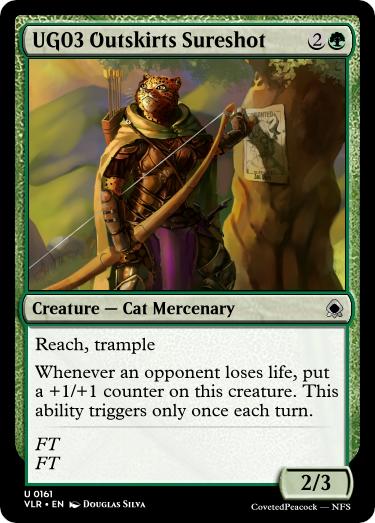 UG03 Outskirts Sureshot 2
WANTED
Creature — Cat Mercenary
Reach, trample
Whenever an opponent loses life, put
a +1/+1 counter on this creature. This
ability triggers only once each turn.
FT
FT
2/3
U 0161
VLR • EN Douglas Silva
CovetedPeacock — NFS